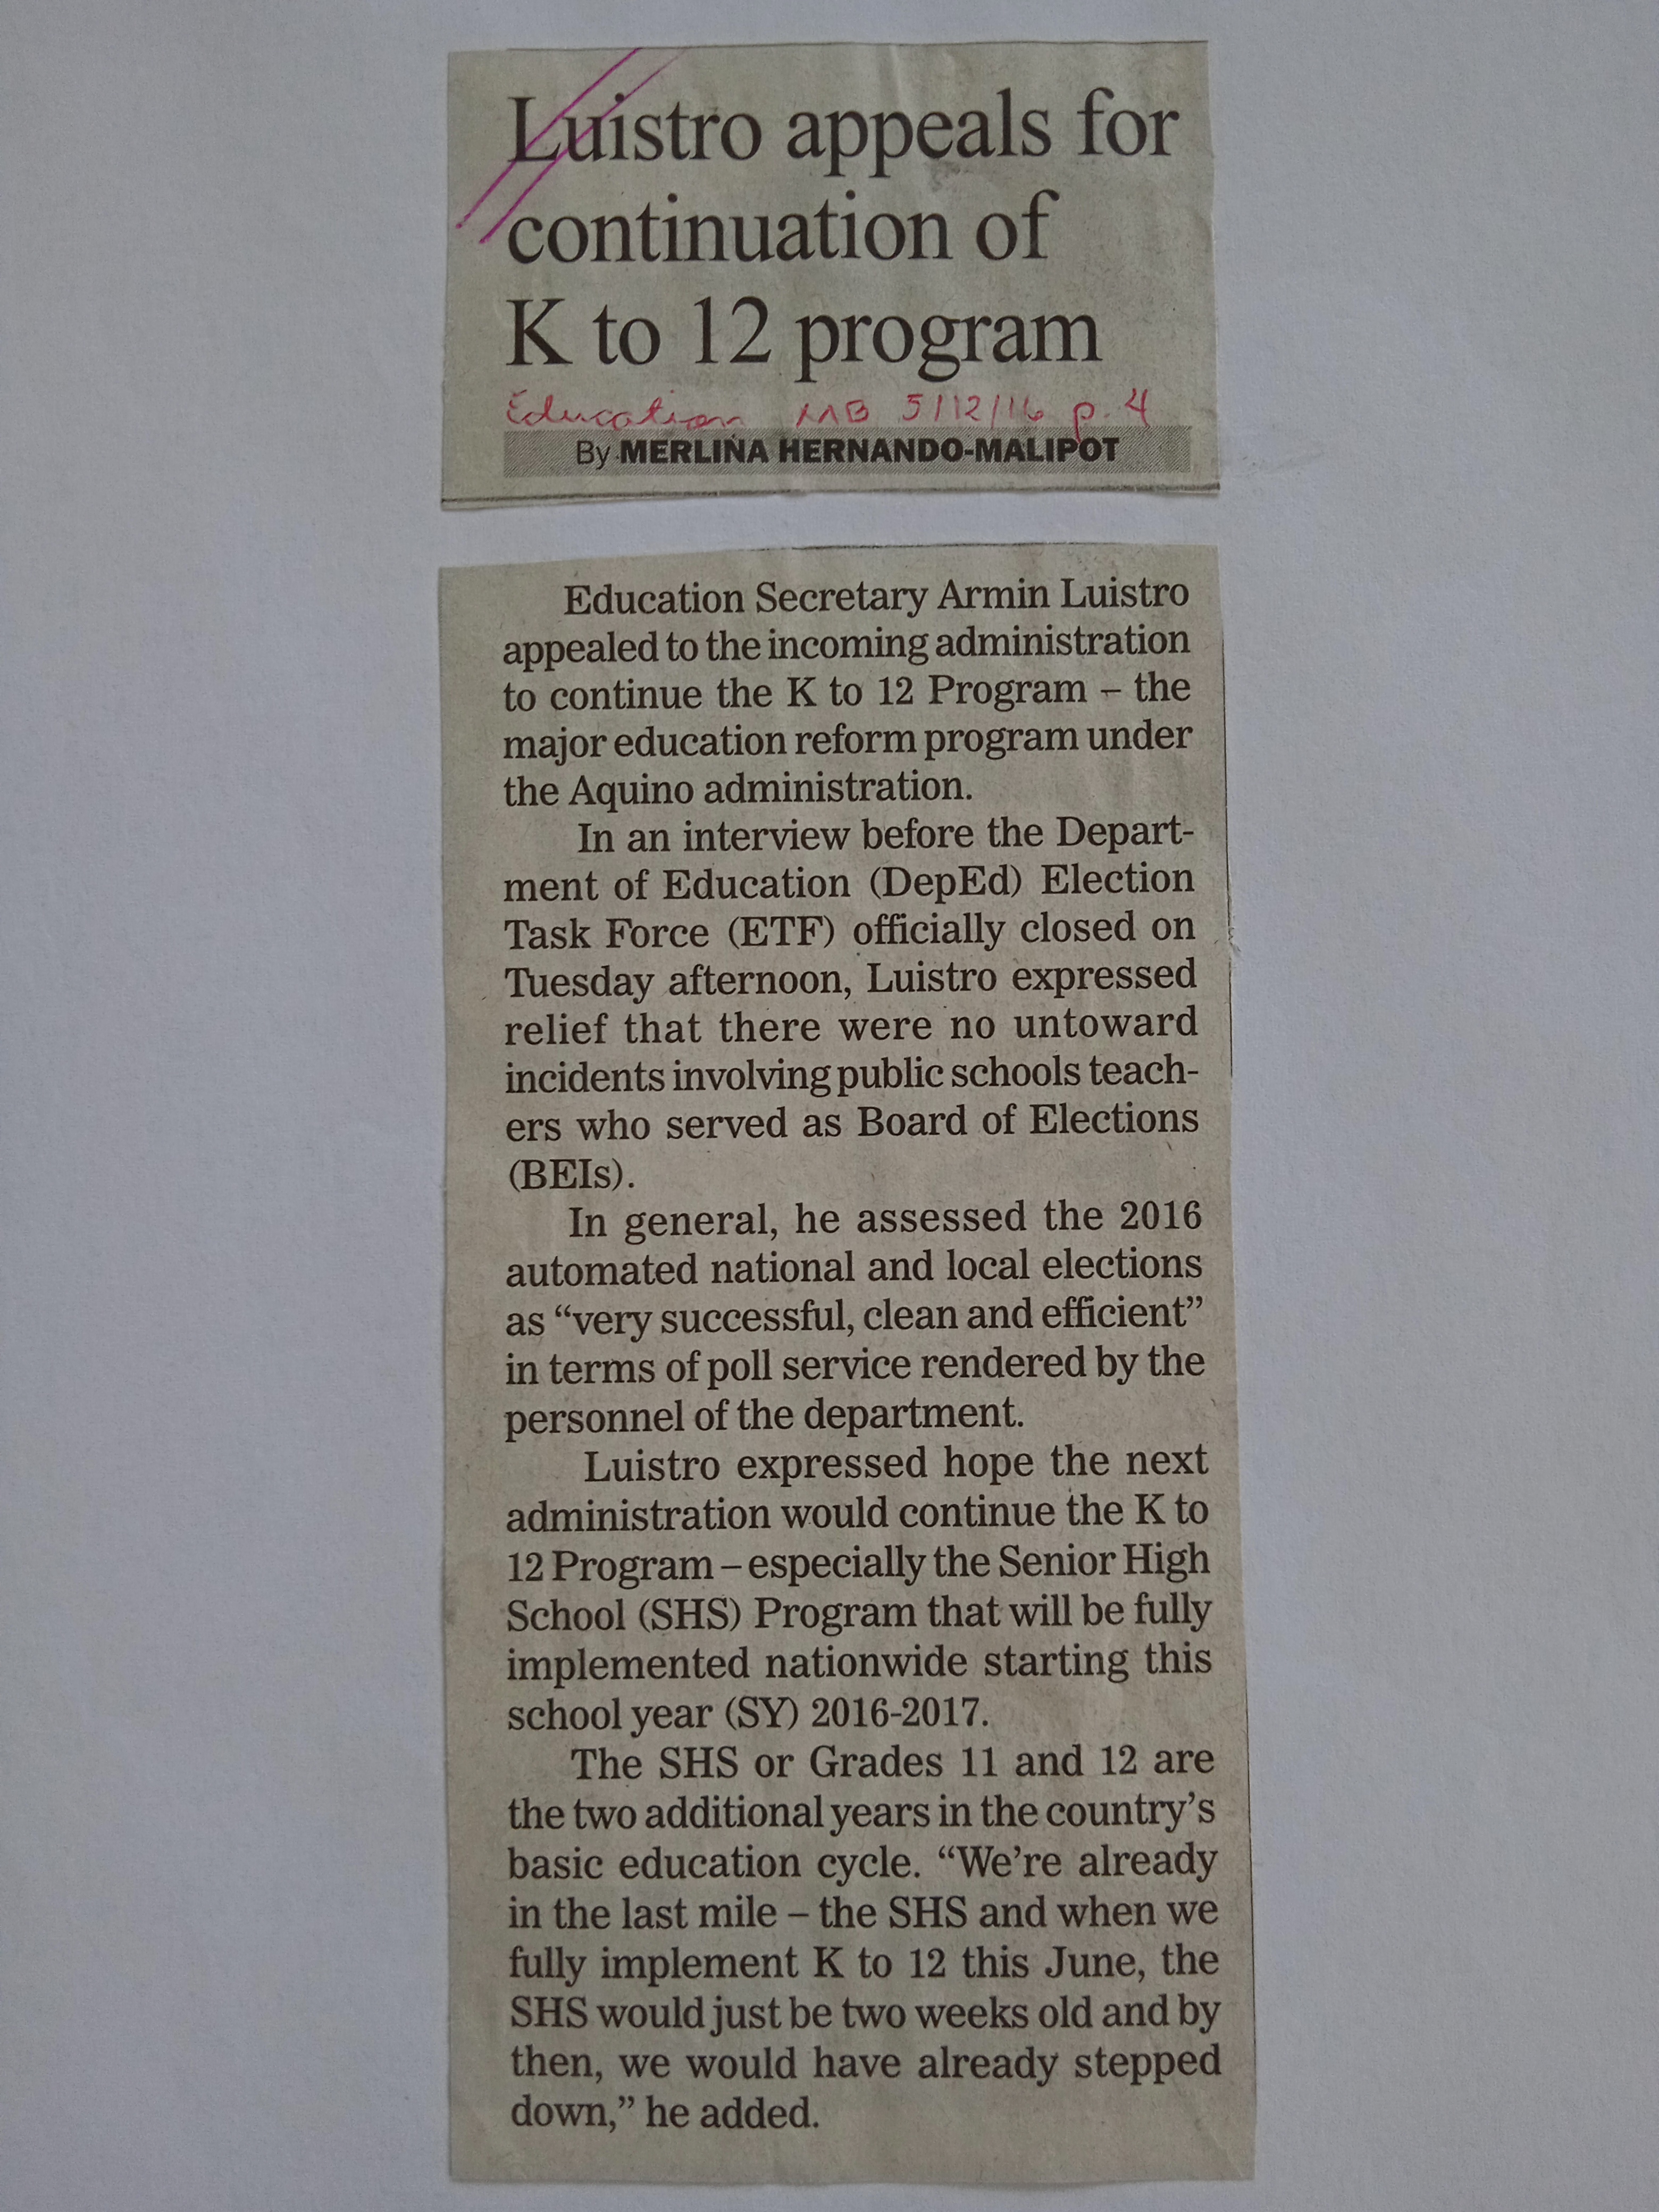 Luistro appeals for
continuation of
K to 12 program
Education MB 5/12/16 p. 4
By MERLINA HERNANDO-MALIPOT
Education Secretary Armin Luistro
appealed to the incoming administration
to continue the K to 12 Program – the
major education reform program under
the Aquino administration.
In an interview before the Depart-
ment of Education (DepEd) Election
Task Force (ETF) officially closed on
Tuesday afternoon, Luistro expressed
relief that there were no untoward
incidents involving public schools teach-
ers who served as Board of Elections
(BEIs).
In general, he assessed the 2016
automated national and local elections
as “very successful, clean and efficient”
in terms of poll service rendered by the
personnel of the department.
Luistro expressed hope the next
administration would continue the K to
12 Program – especially the Senior High
School (SHS) Program that will be fully
implemented nationwide starting this
school year (SY) 2016-2017.
The SHS or Grades 11 and 12 are
the two additional years in the country’s
basic education cycle. “We’re already
in the last mile – the SHS and when we
fully implement K to 12 this June, the
SHS would just be two weeks old and by
then, we would have already stepped
down,” he added.